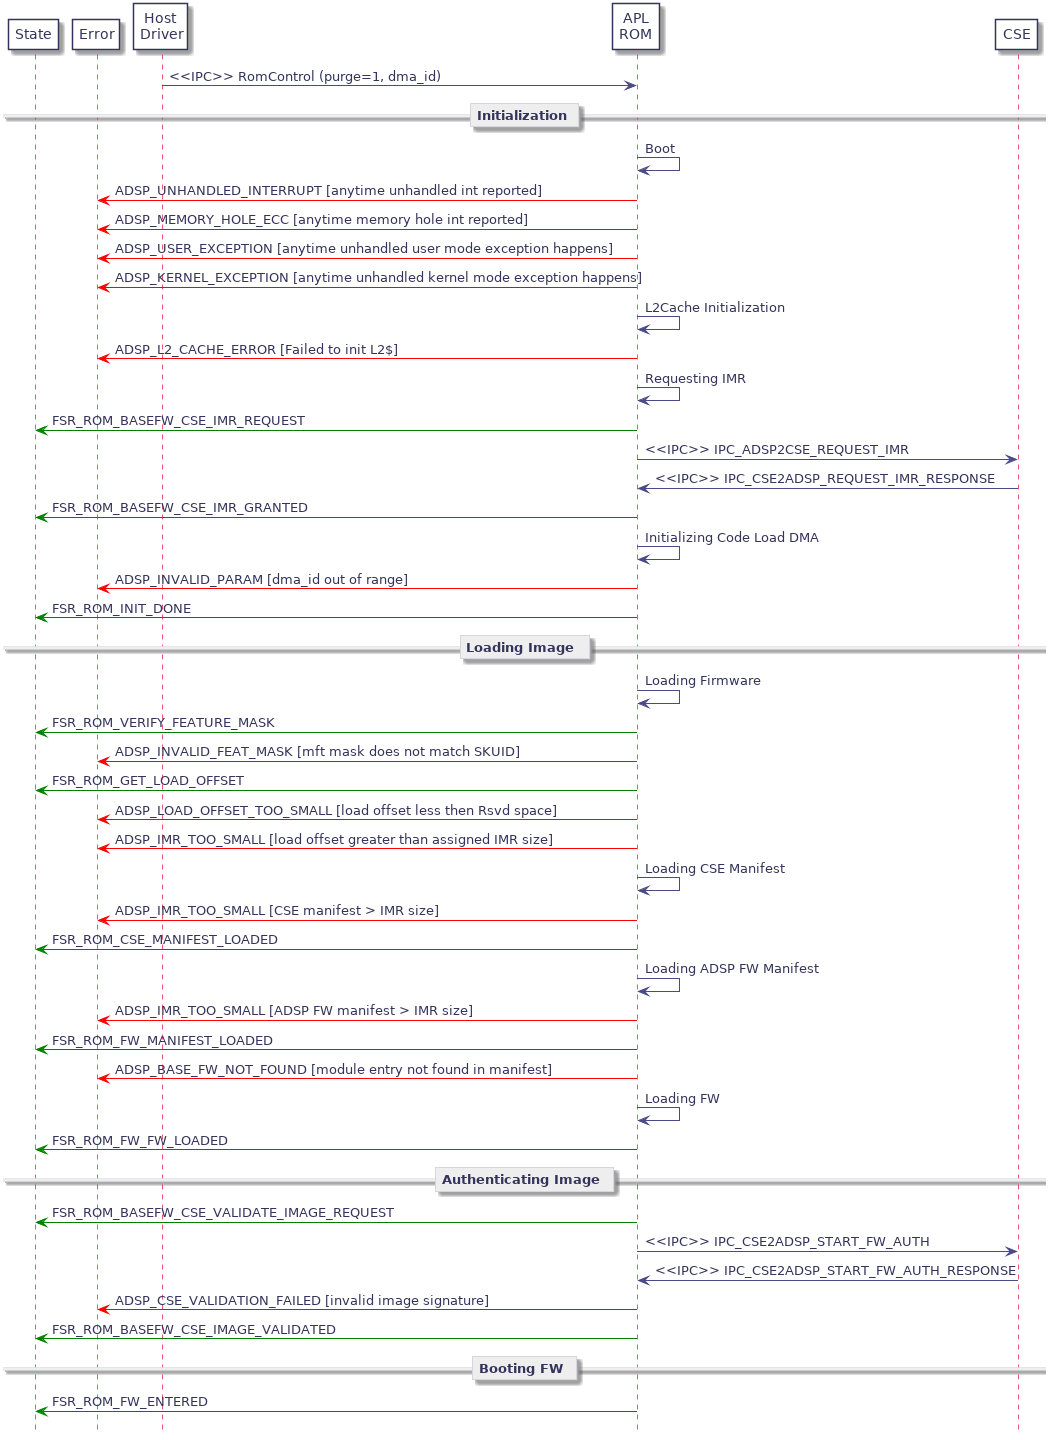 State
Error
Host
Driver
APL
ROM
CSE
<<IPC>> RomControl (purge=1, dma_id)
Initialization
Boot
ADSP_UNHANDLED_INTERRUPT [anytime unhandled int reported]
ADSP_MEMORY_HOLE_ECC [anytime memory hole int reported]
ADSP_USER_EXCEPTION [anytime unhandled user mode exception happens]
ADSP_KERNEL_EXCEPTION [anytime unhandled kernel mode exception happens]
L2Cache Initialization
ADSP_L2_CACHE_ERROR [Failed to init L2$]
Requesting IMR
FSR_ROM_BASEFW_CSE_IMR_REQUEST
<<IPC>> IPC_ADSP2CSE_REQUEST_IMR
<<IPC>> IPC_CSE2ADSP_REQUEST_IMR_RESPONSE
FSR_ROM_BASEFW_CSE_IMR_GRANTED
Initializing Code Load DMA
ADSP_INVALID_PARAM [dma_id out of range]
FSR_ROM_INIT_DONE
Loading Image
Loading Firmware
FSR_ROM_VERIFY_FEATURE_MASK
ADSP_INVALID_FEAT_MASK [mft mask does not match SKUID]
FSR_ROM_GET_LOAD_OFFSET
ADSP_LOAD_OFFSET_TOO_SMALL [load offset less then Rsvd space]
ADSP_IMR_TOO_SMALL [load offset greater than assigned IMR size]
Loading CSE Manifest
ADSP_IMR_TOO_SMALL [CSE manifest > IMR size]
FSR_ROM_CSE_MANIFEST_LOADED
Loading ADSP FW Manifest
ADSP_IMR_TOO_SMALL [ADSP FW manifest > IMR size]
FSR_ROM_FW_MANIFEST_LOADED
ADSP_BASE_FW_NOT_FOUND [module entry not found in manifest]
Loading FW
FSR_ROM_FW_FW_LOADED
Authenticating Image
FSR_ROM_BASEFW_CSE_VALIDATE_IMAGE_REQUEST
<<IPC>> IPC_CSE2ADSP_START_FW_AUTH
<<IPC>> IPC_CSE2ADSP_START_FW_AUTH_RESPONSE
ADSP_CSE_VALIDATION_FAILED [invalid image signature]
FSR_ROM_BASEFW_CSE_IMAGE_VALIDATED
Booting FW
FSR_ROM_FW_ENTERED